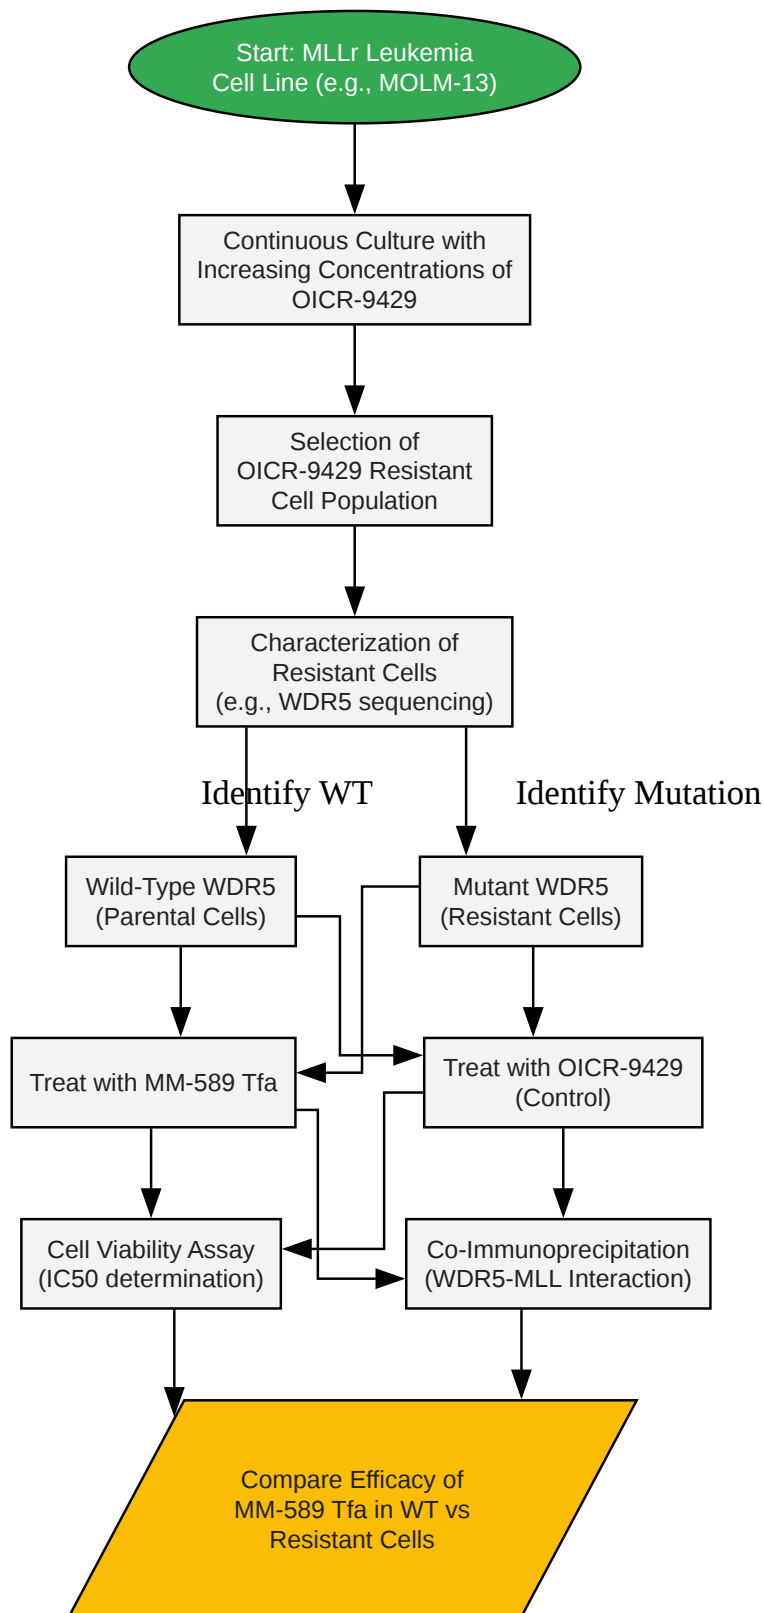 Start: MLLr Leukemia
Cell Line (e.g., MOLM-13)
Continuous Culture with
Increasing Concentrations of
OICR-9429
Selection of
OICR-9429 Resistant
Cell Population
Characterization of
Resistant Cells
(e.g., WDR5 sequencing)
Identify WT
Identify Mutation
Wild-Type WDR5
(Parental Cells)
Mutant WDR5
(Resistant Cells)
Treat with MM-589 Tfa
Treat with OICR-9429
(Control)
Cell Viability Assay
(IC50 determination)
Co-Immunoprecipitation
(WDR5-MLL Interaction)
Compare Efficacy of
MM-589 Tfa in WT vs
Resistant Cells